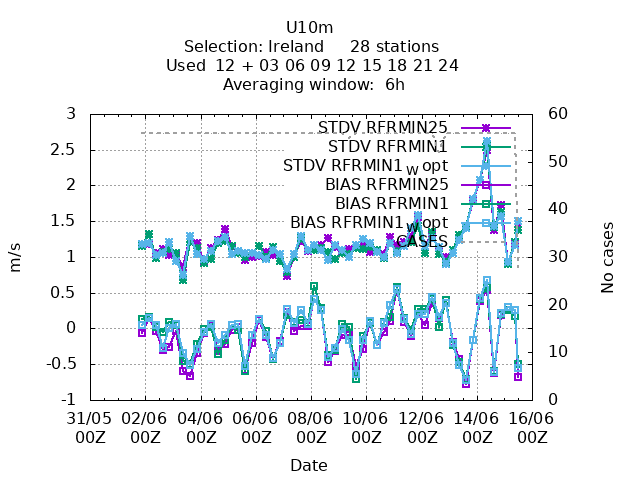 U10m
Selection: Ireland 28 stations
Used 12 + 03 06 09 12 15 18 21 24
Averaging window: 6h
STDV RFRMIN25
STDV RFRMIN1
STDV RFRMIN1w opt
BIAS RFRMIN25
BIAS RFRMIN1
BIAS RFRMIN1w opt
CASES
3
2.5
2
1.5
1
0.5
0
-0.5
-1
m/s
60
50
40
30
20
10
0
No cases
31/05 02/06 04/06 06/06 08/06 10/06 12/06 14/06 16/06
00Z 00Z 00Z 00Z 00Z 00Z 00Z 00Z 00Z
Date